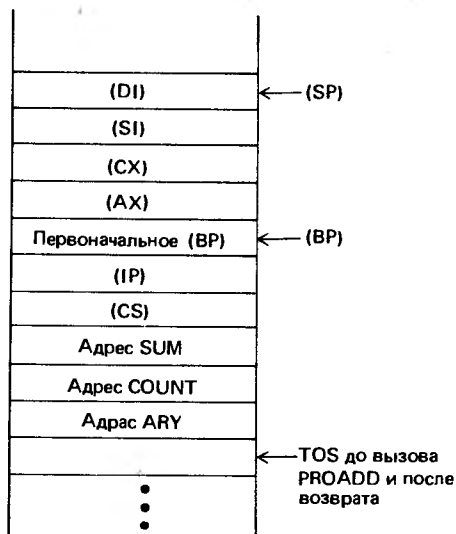 (DI)
(SP)
(SI)
(CX)
(AX)
Первоначальное (BP)
(BP)
(IP)
(CS)
Адрес SUM
Адрес COUNT
Адрас ARY
TOS до вызова
PROADD и после
возврата